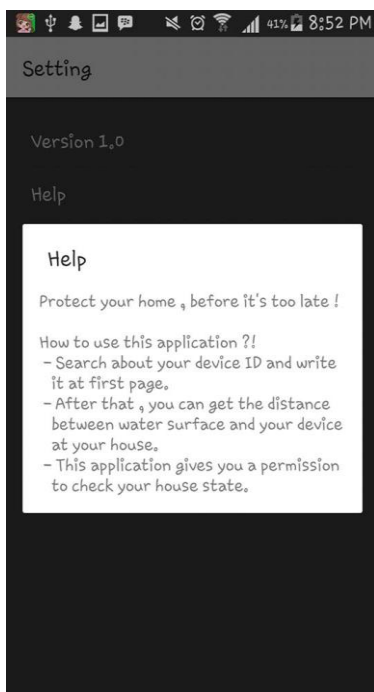 41% 8:52 PM
Setting
Version 1.0
Help
Help
Protect your home , before it's too late !
How to use this application ?!
- Search about your device ID and write
it at first page.
- After that , you can get the distance
between water surface and your device
at your house.
- This application gives you a permission
to check your house state.